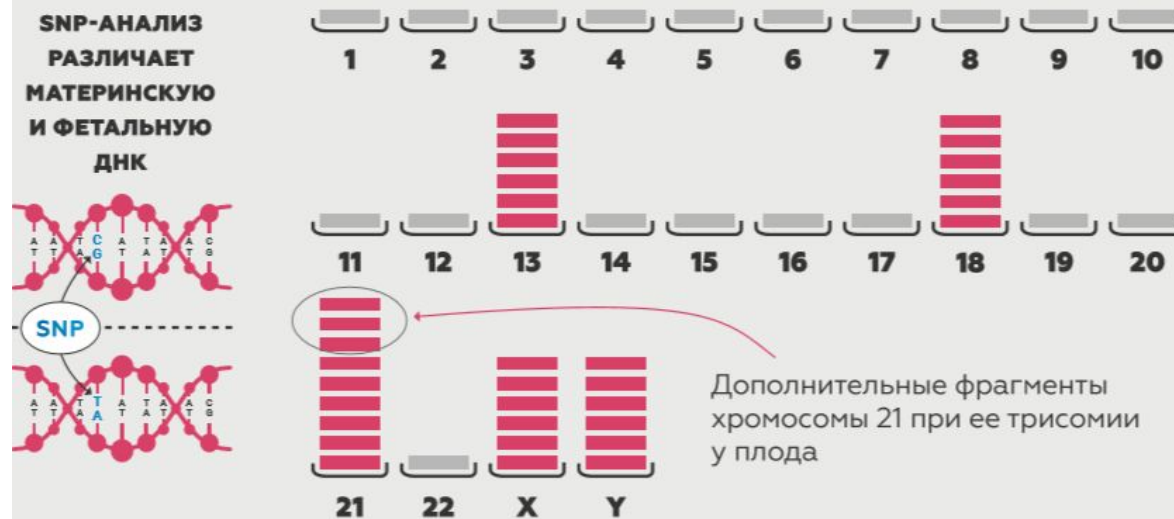 SNP-АНАЛИЗ
РАЗЛИЧАЕТ
МАТЕРИНСКУЮ
И ФЕТАЛЬНУЮ
ДНК
A T C A T A C
T A G T A T G
SNP
A T T A T A C
T A A T A T G
1 2 3 4 5 6 7 8 9 10
11 12 13 14 15 16 17 18 19 20
Дополнительные фрагменты
хромосомы 21 при ее трисомии
у плода
21 22 X Y